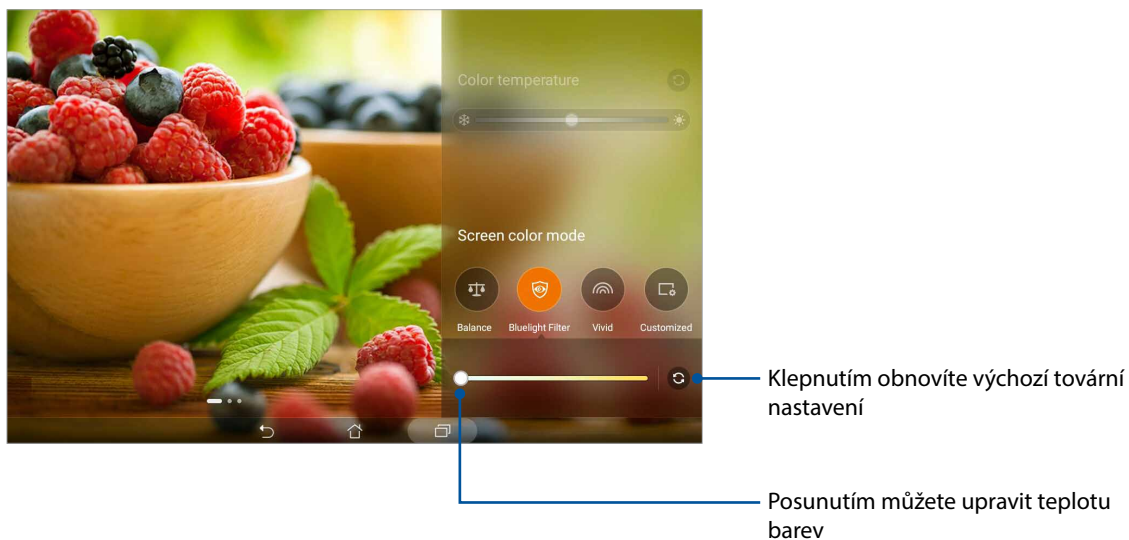 Color temperature
Screen color mode
Balance Bluelight Filter Vivid Customized
Klepnutím obnovíte výchozí tovární
nastavení
Posunutím můžete upravit teplotu
barev